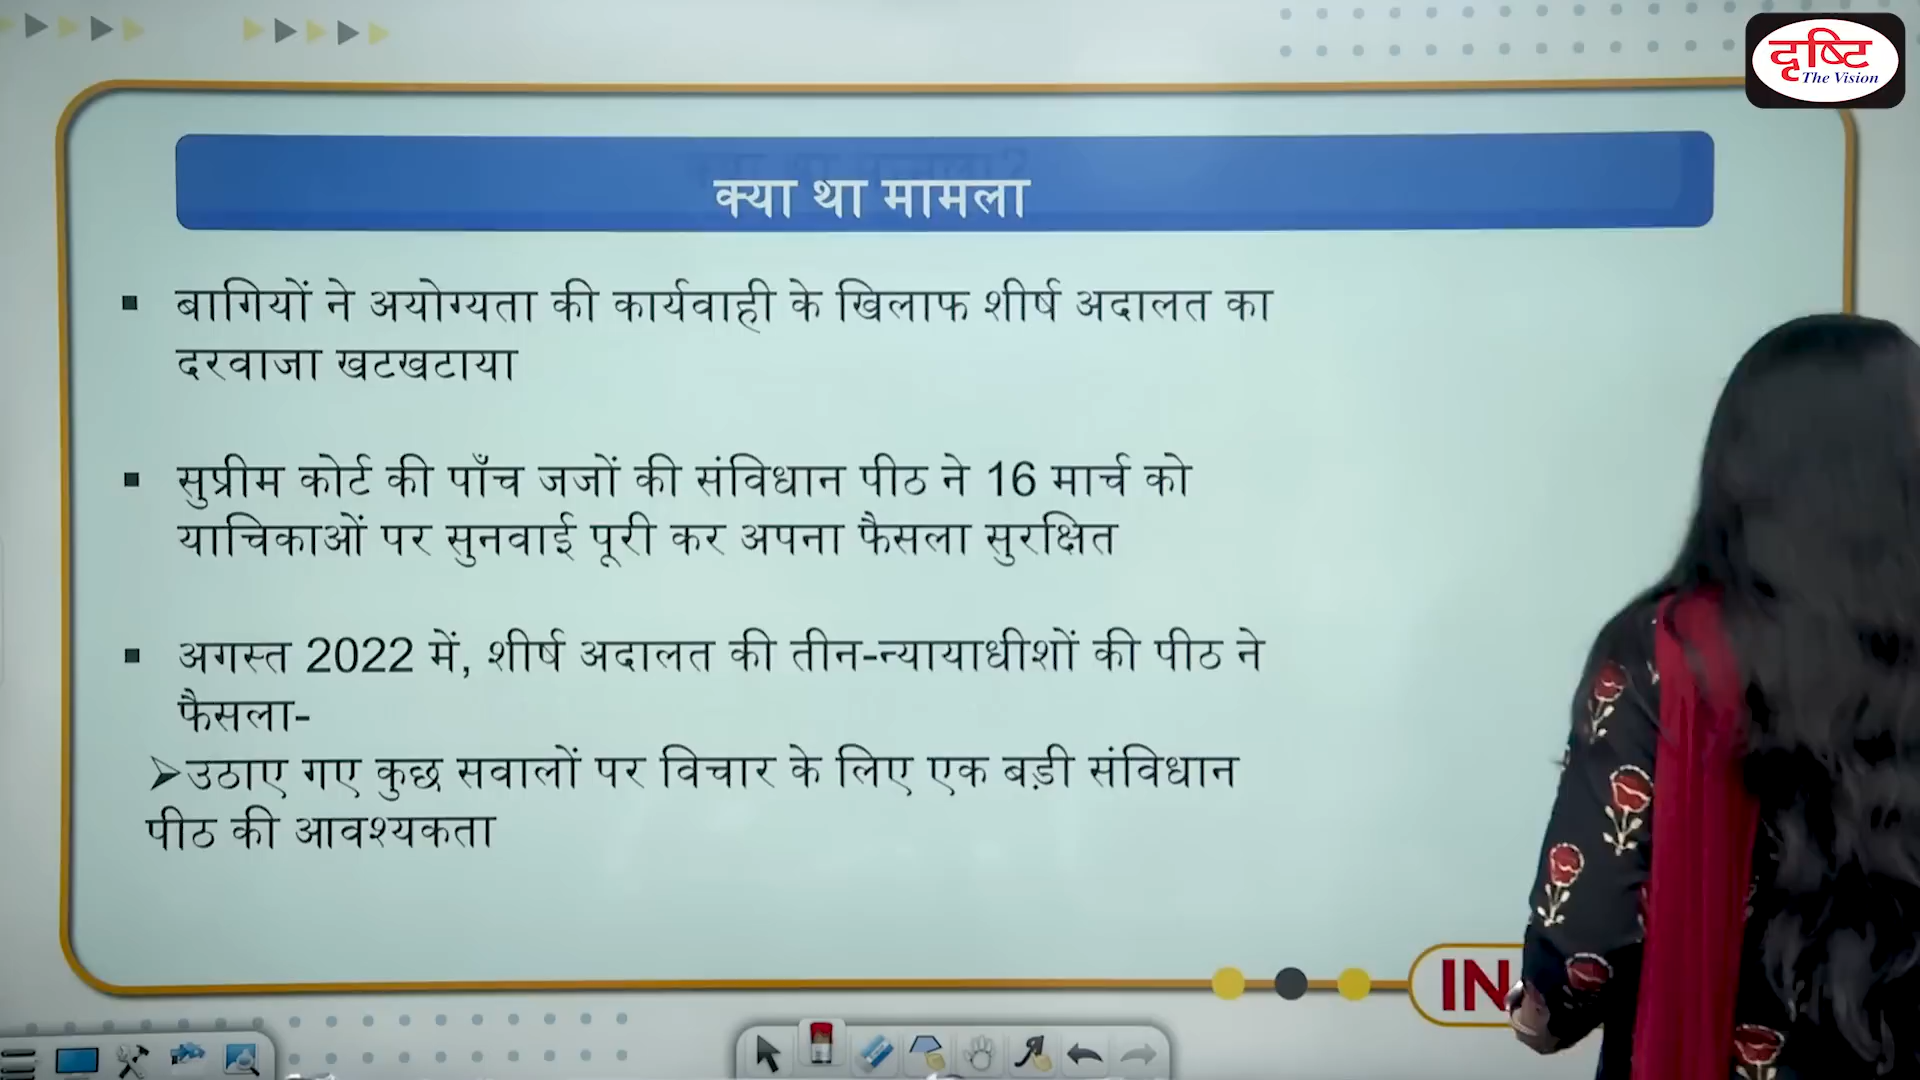 दृष्टि
The Vision
क्या था मामला
▪ बागियों ने अयोग्यता की कार्यवाही के खिलाफ शीर्ष अदालत का
दरवाजा खटखटाया
▪ सुप्रीम कोर्ट की पाँच जजों की संविधान पीठ ने 16 मार्च को
याचिकाओं पर सुनवाई पूरी कर अपना फैसला सुरक्षित
▪ अगस्त 2022 में, शीर्ष अदालत की तीन-न्यायाधीशों की पीठ ने
फैसला-
➢उठाए गए कुछ सवालों पर विचार के लिए एक बड़ी संविधान
पीठ की आवश्यकता